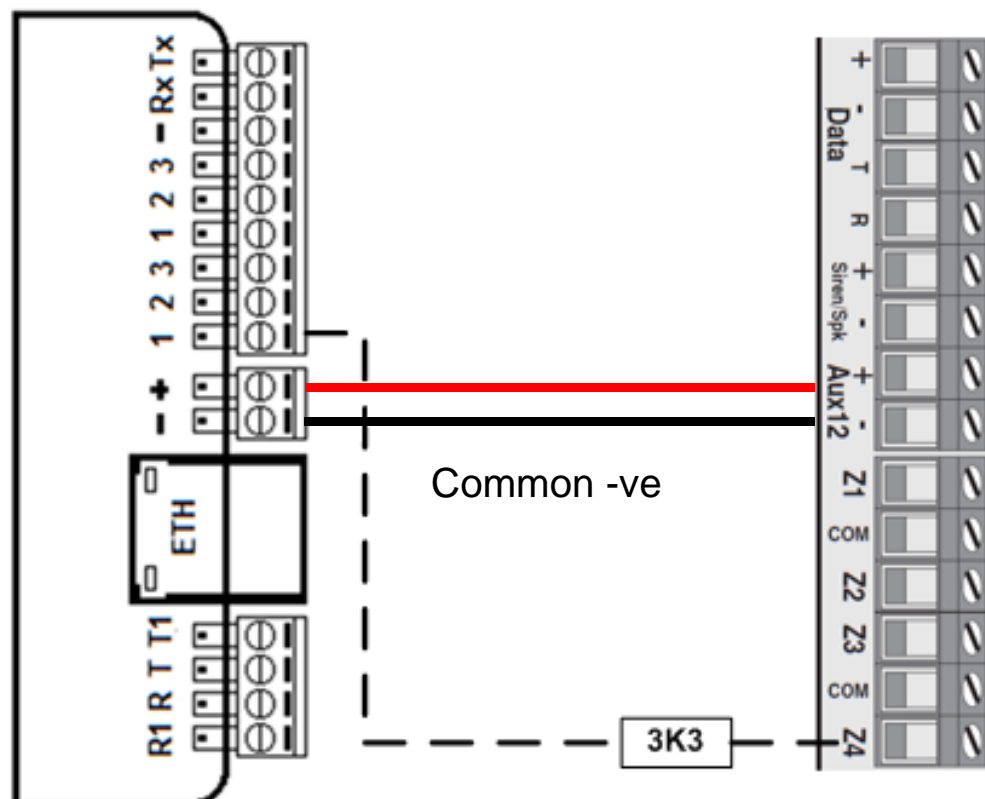 Tx
Rx
-
3
2
1
3
2
1
+
-
ETH
T1
T
R
R1
Common -ve
3K3
+
-
Data
T
R
+
Siren/Spk
-
+
Aux12
-
Z1
COM
Z2
Z3
COM
Z4